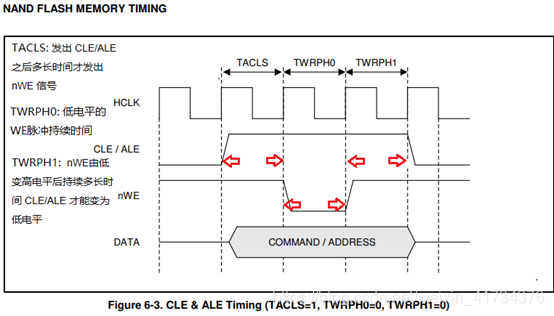 NAND FLASH MEMORY TIMING
TACLS: 发出 CLE/ALE
之后多长时间才发出
nWE 信号
TWRPH0: 低电平的
WE脉冲持续时间
TWRPH1: nWE由低
变高电平后持续多长时
间 CLE/ALE 才能变为
低电平
TACLS
TWRPH0
TWRPH1
HCLK
CLE / ALE
nWE
DATA
COMMAND / ADDRESS
Figure 6-3. CLE & ALE Timing (TACLS=1, TWRPH0=0, TWRPH1=0)
https://blog.csdn.net/weixin_41734376